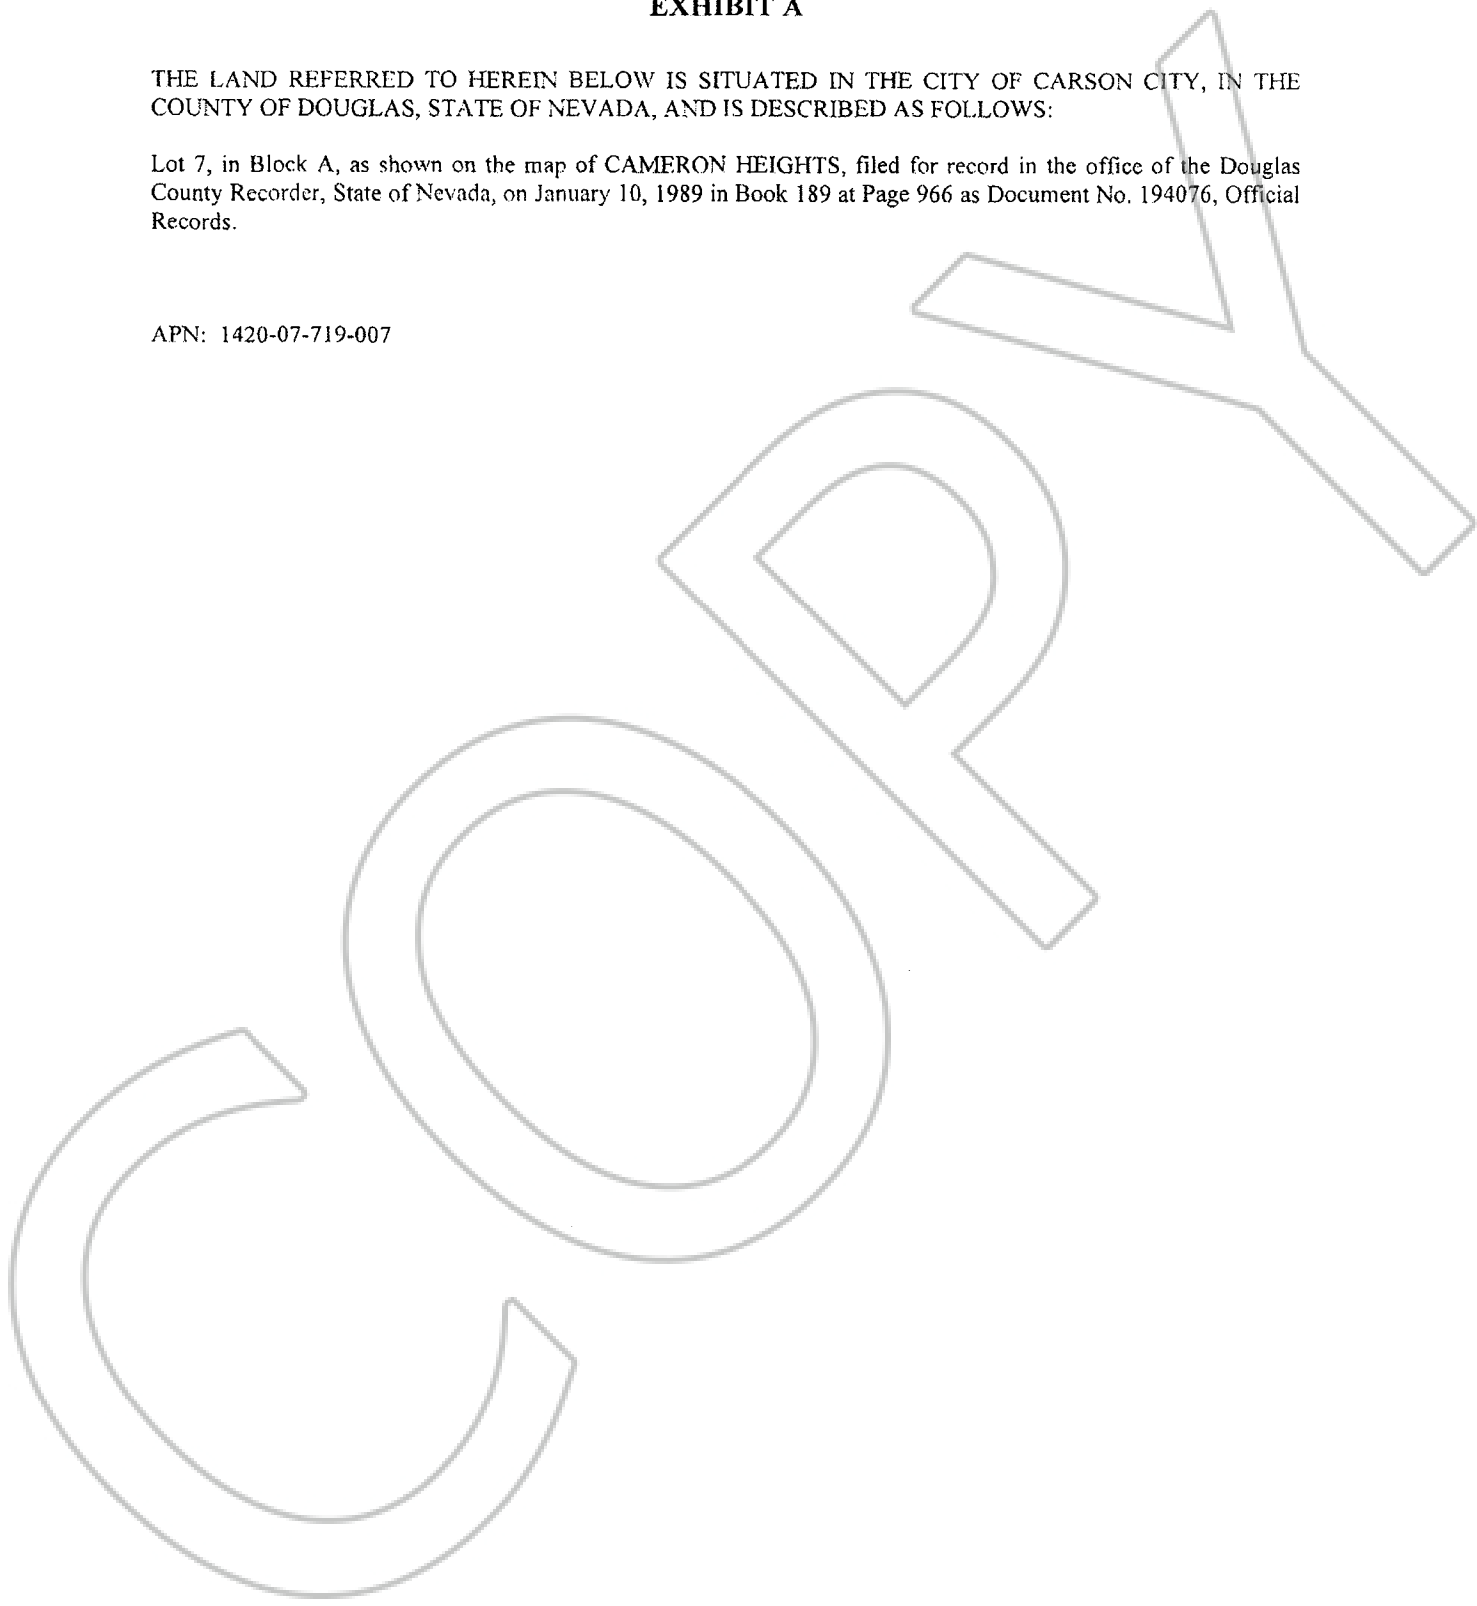 EXHIBIT A
THE LAND REFERRED TO HEREIN BELOW IS SITUATED IN THE CITY OF CARSON CITY, IN THE
COUNTY OF DOUGLAS, STATE OF NEVADA, AND IS DESCRIBED AS FOLLOWS:
Lot 7, in Block A, as shown on the map of CAMERON HEIGHTS, filed for record in the office of the Douglas
County Recorder, State of Nevada, on January 10, 1989 in Book 189 at Page 966 as Document No. 194076, Official
Records.
APN: 1420-07-719-007
COPY